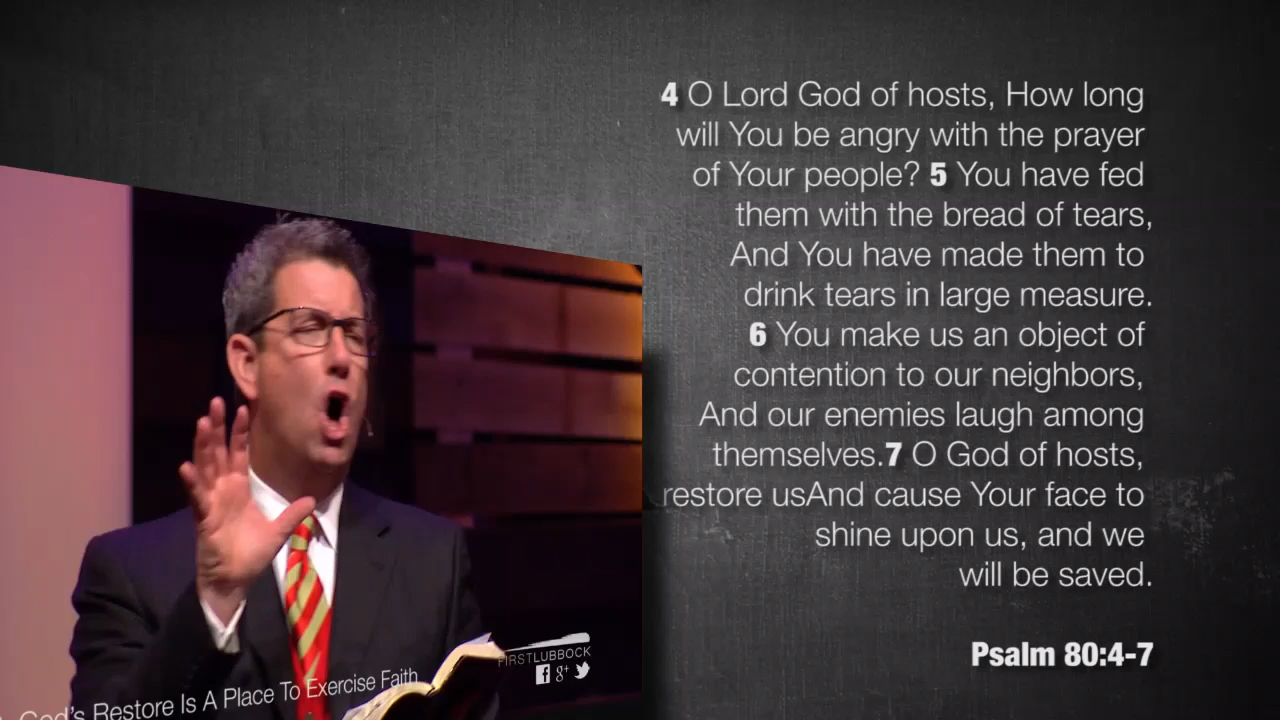 4 O Lord God of hosts, How long
will You be angry with the prayer
of Your people? 5 You have fed
them with the bread of tears,
And You have made them to
drink tears in large measure.
6 You make us an object of
contention to our neighbors,
And our enemies laugh among
themselves.7 O God of hosts,
restore usAnd cause Your face to
shine upon us, and we
will be saved.
Psalm 80:4-7
FIRSTLUBBOCK
f g+
God's Restore Is A Place To Exercise Faith